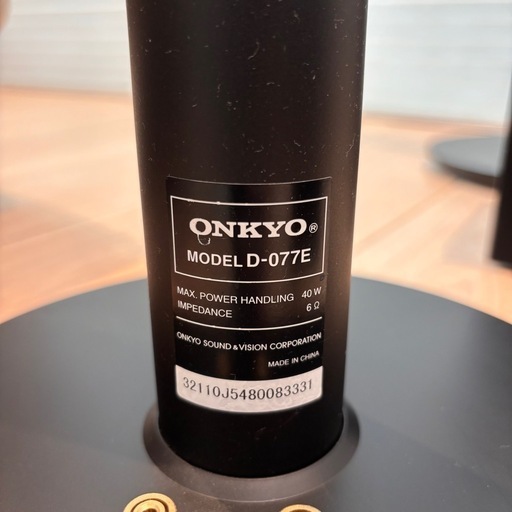 ONKYO®
MODEL D-077E
MAX. POWER HANDLING 40 W
IMPEDANCE 6 Ω
ONKYO SOUND & VISION CORPORATION
MADE IN CHINA
32110J5480083331